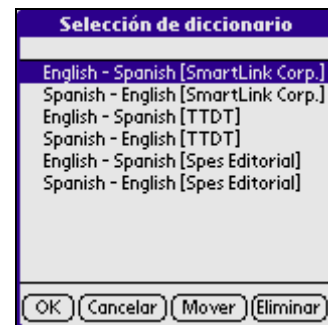 Selección de diccionario
English - Spanish [SmartLink Corp.]
Spanish - English [SmartLink Corp.]
English - Spanish [TTDT]
Spanish - English [TTDT]
English - Spanish [Spes Editorial]
Spanish - English [Spes Editorial]
OK Cancelar Mover Eliminar